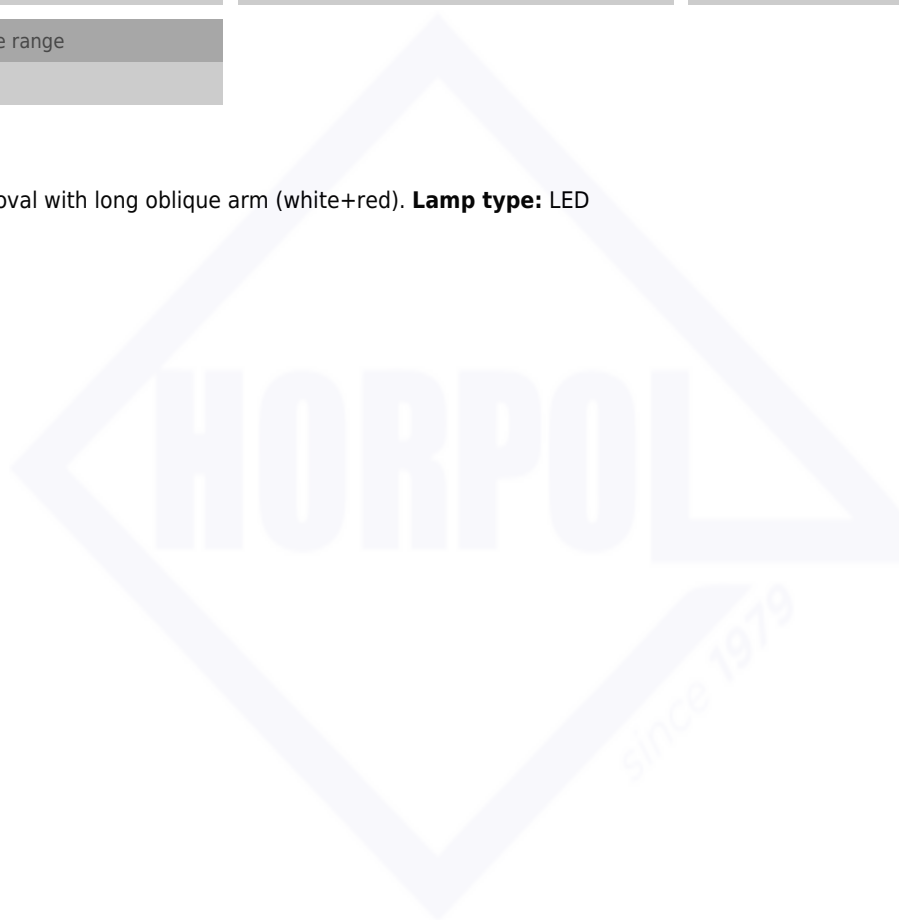 e range
oval with long oblique arm (white+red). Lamp type: LED
HORPOL
since 1979